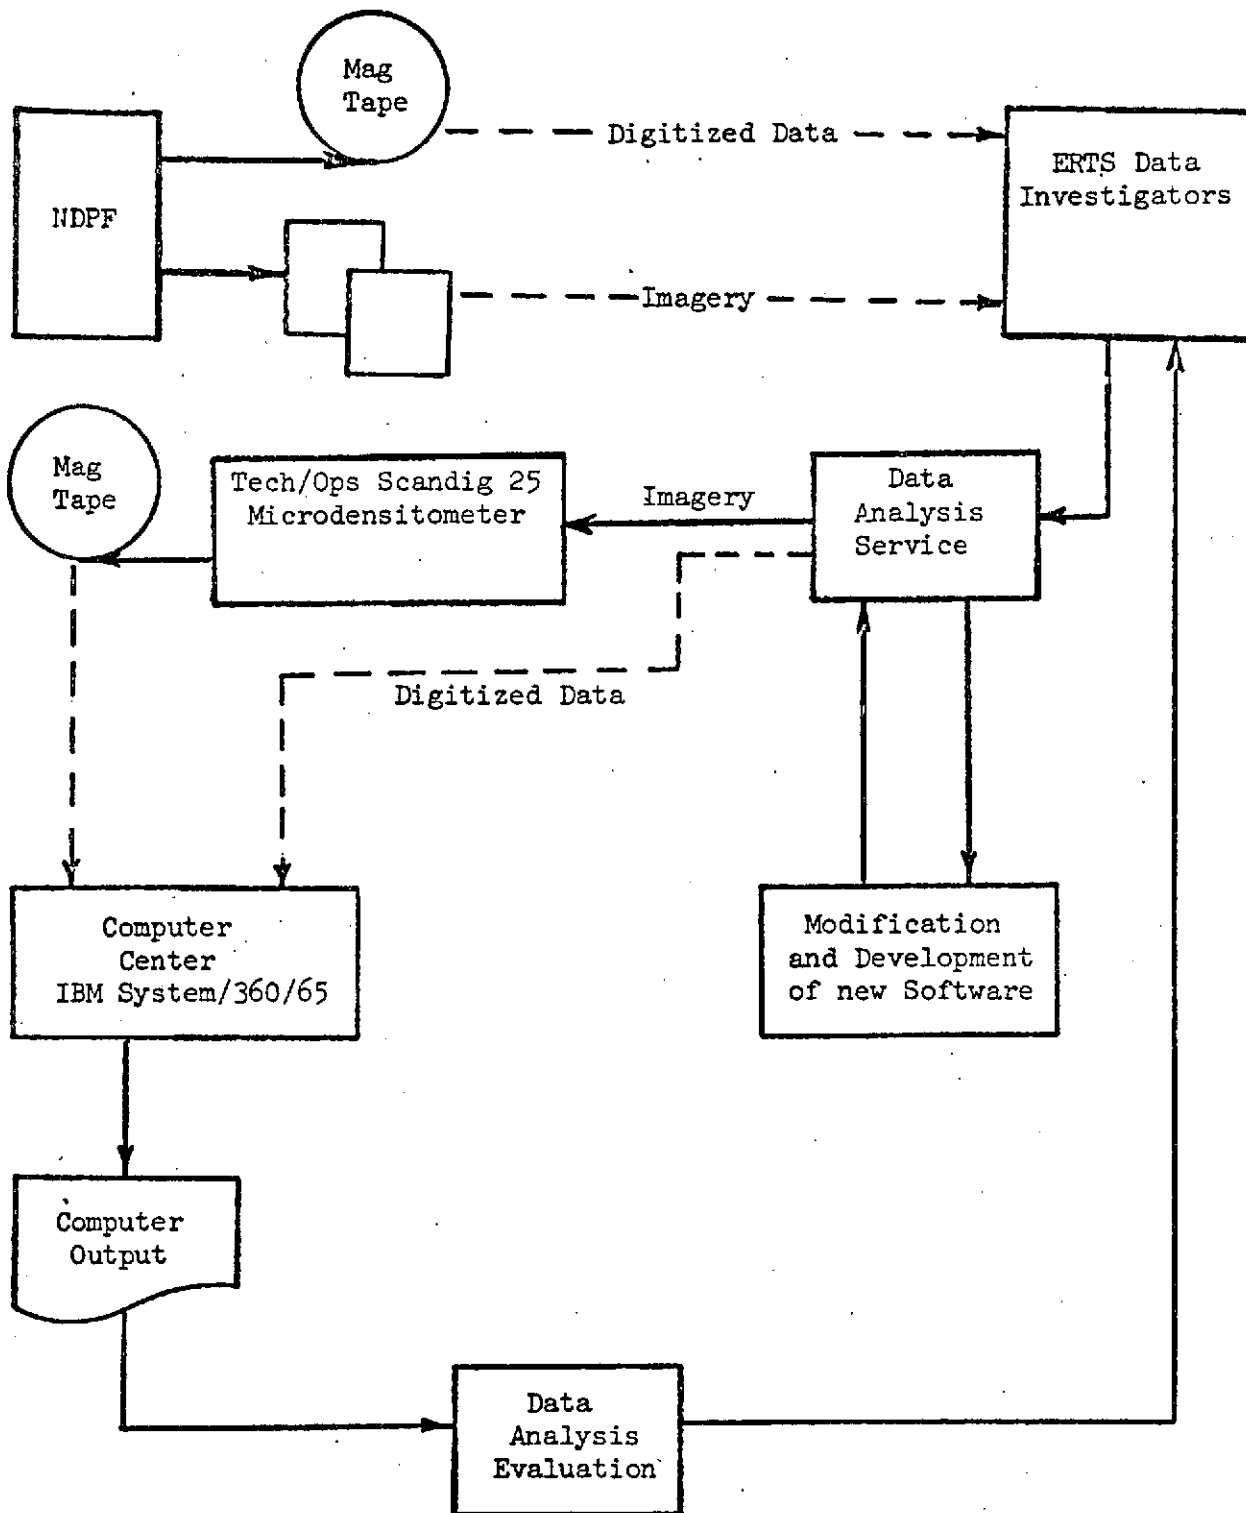 Mag
Tape
Digitized Data
NDPF
ERTS Data
Investigators
Imagery
Mag
Tape
Tech/Ops Scandig 25
Microdensitometer
Imagery
Data
Analysis
Service
Digitized Data
Computer
Center
IBM System/360/65
Modification
and Development
of new Software
Computer
Output
Data
Analysis
Evaluation